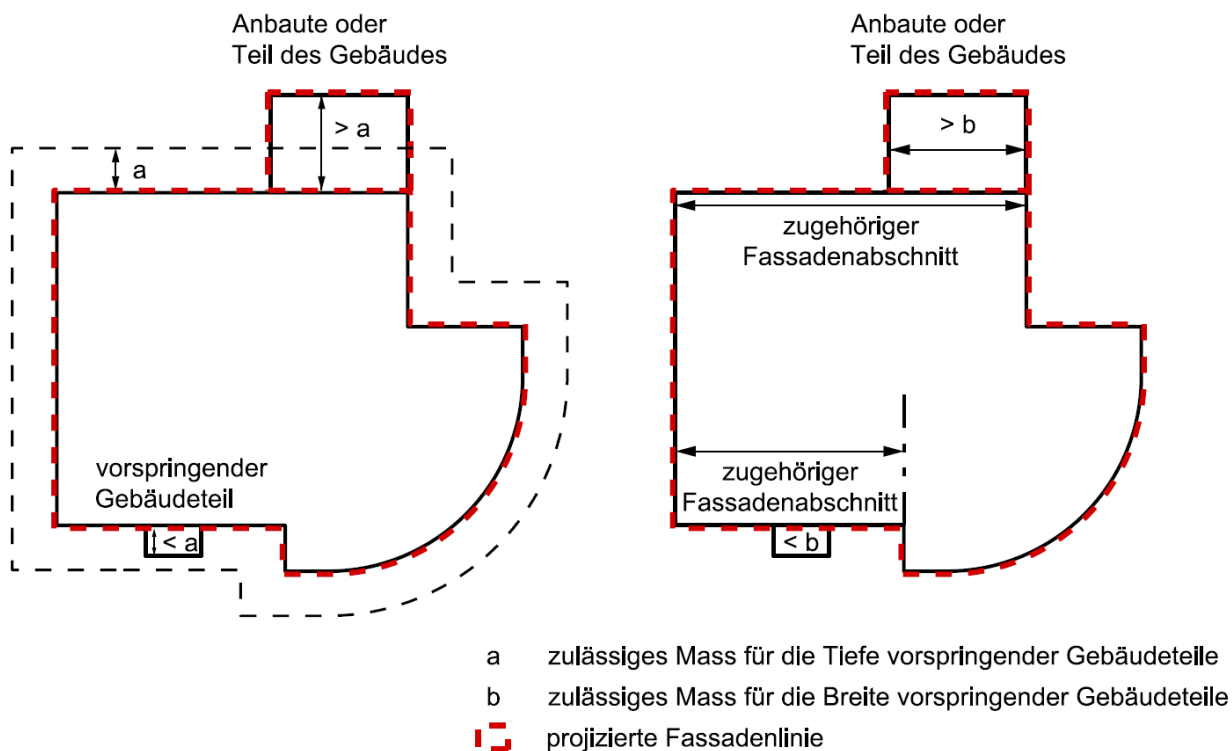 Anbaute oder
Teil des Gebäudes
> a
a
vorspringender
Gebäudeteil
< a
Anbaute oder
Teil des Gebäudes
> b
zugehöriger
Fassadenabschnitt
zugehöriger
Fassadenabschnitt
< b
a zulässiges Mass für die Tiefe vorspringender Gebäudeteile
b zulässiges Mass für die Breite vorspringender Gebäudeteile
projizierte Fassadenlinie